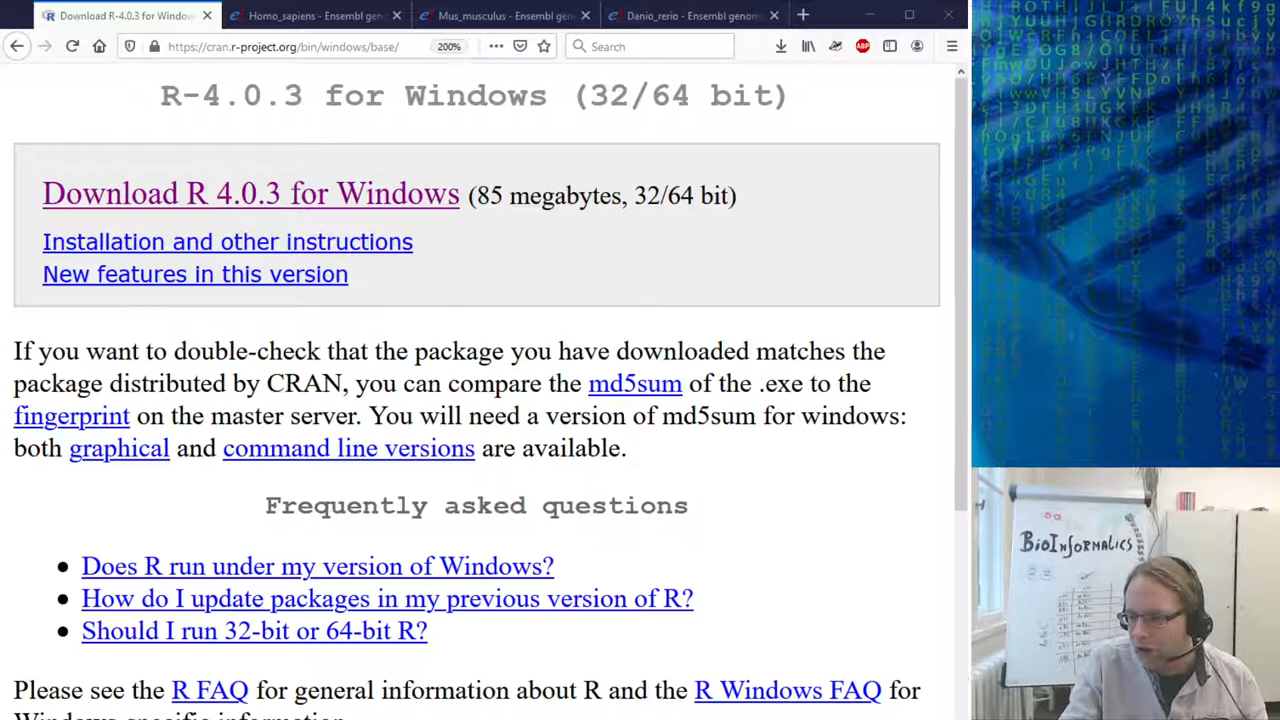 Download R-4.0.3 for Windo
Homo_sapiens - Ensembl gen
Mus_musculus - Ensembl geno
Danio_rerio - Ensembl genom
https://cran.r-project.org/bin/windows/base/
200%
Search
ABP
R-4.0.3 for Windows (32/64 bit)
Download R 4.0.3 for Windows (85 megabytes, 32/64 bit)
Installation and other instructions
New features in this version
If you want to double-check that the package you have downloaded matches the
package distributed by CRAN, you can compare the md5sum of the .exe to the
fingerprint on the master server. You will need a version of md5sum for windows:
both graphical and command line versions are available.
Frequently asked questions
Does R run under my version of Windows?
How do I update packages in my previous version of R?
Should I run 32-bit or 64-bit R?
Please see the R FAQ for general information about R and the R Windows FAQ for
BioInformatics